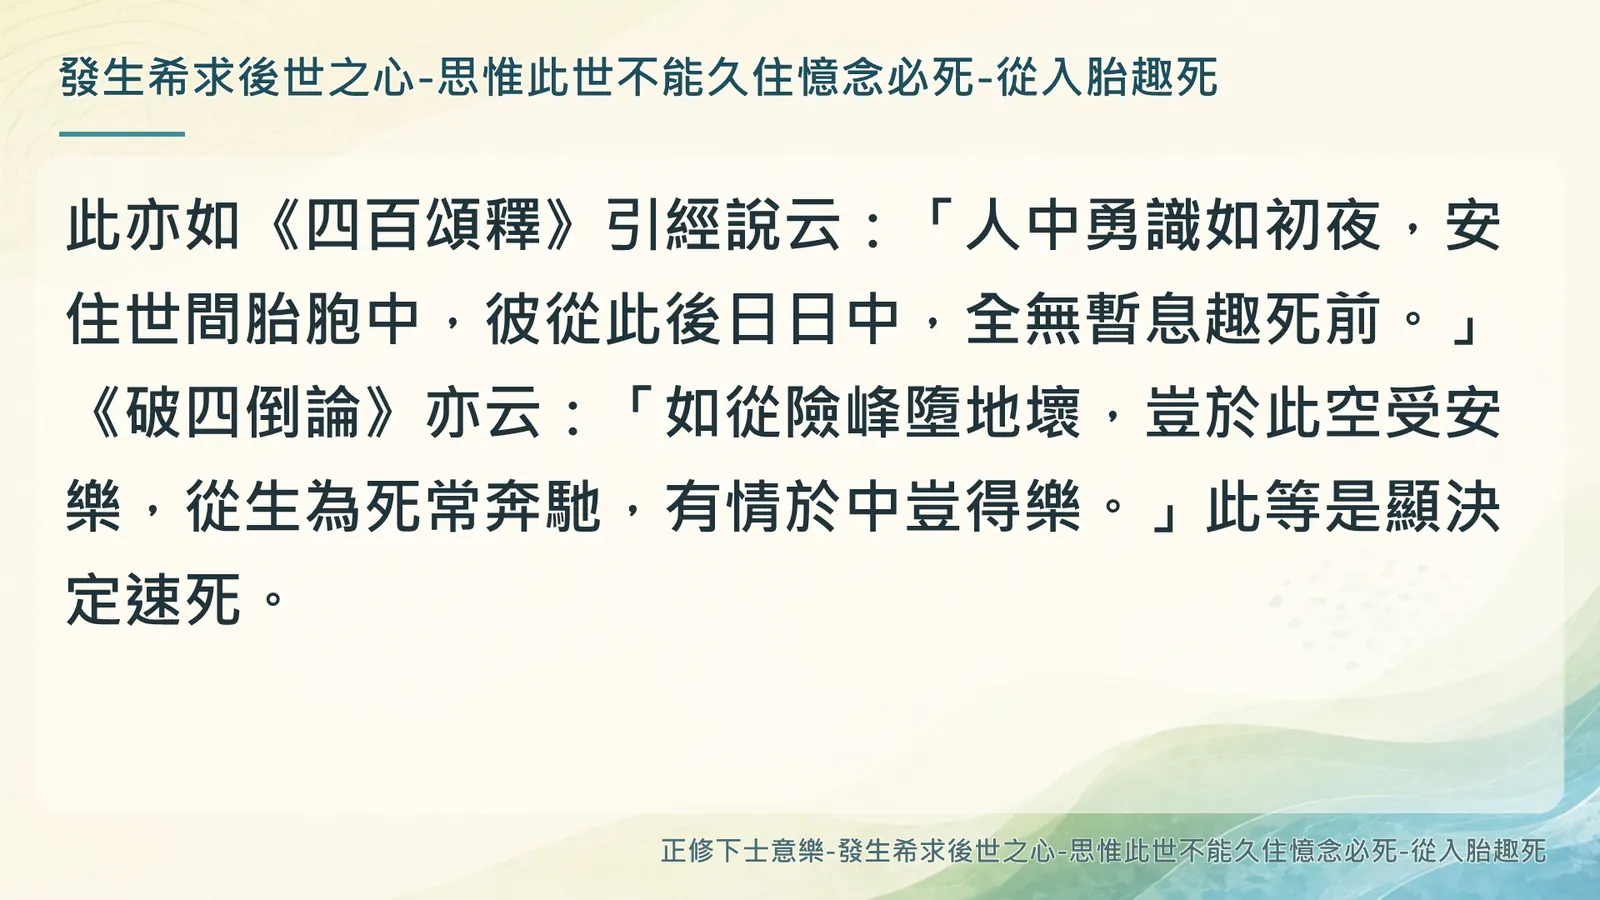 發生希求後世之心-思惟此世不能久住憶念必死-從入胎趣死
此亦如《四百頌釋》引經說云：「人中勇識如初夜，安
住世間胎胞中，彼從此後日日中，全無暫息趣死前。」
《破四倒論》亦云：「如從險峰墮地壞，豈於此空受安
樂，從生為死常奔馳，有情於中豈得樂。」此等是顯決
定速死。
正修下士意樂-發生希求後世之心-思惟此世不能久住憶念必死-從入胎趣死